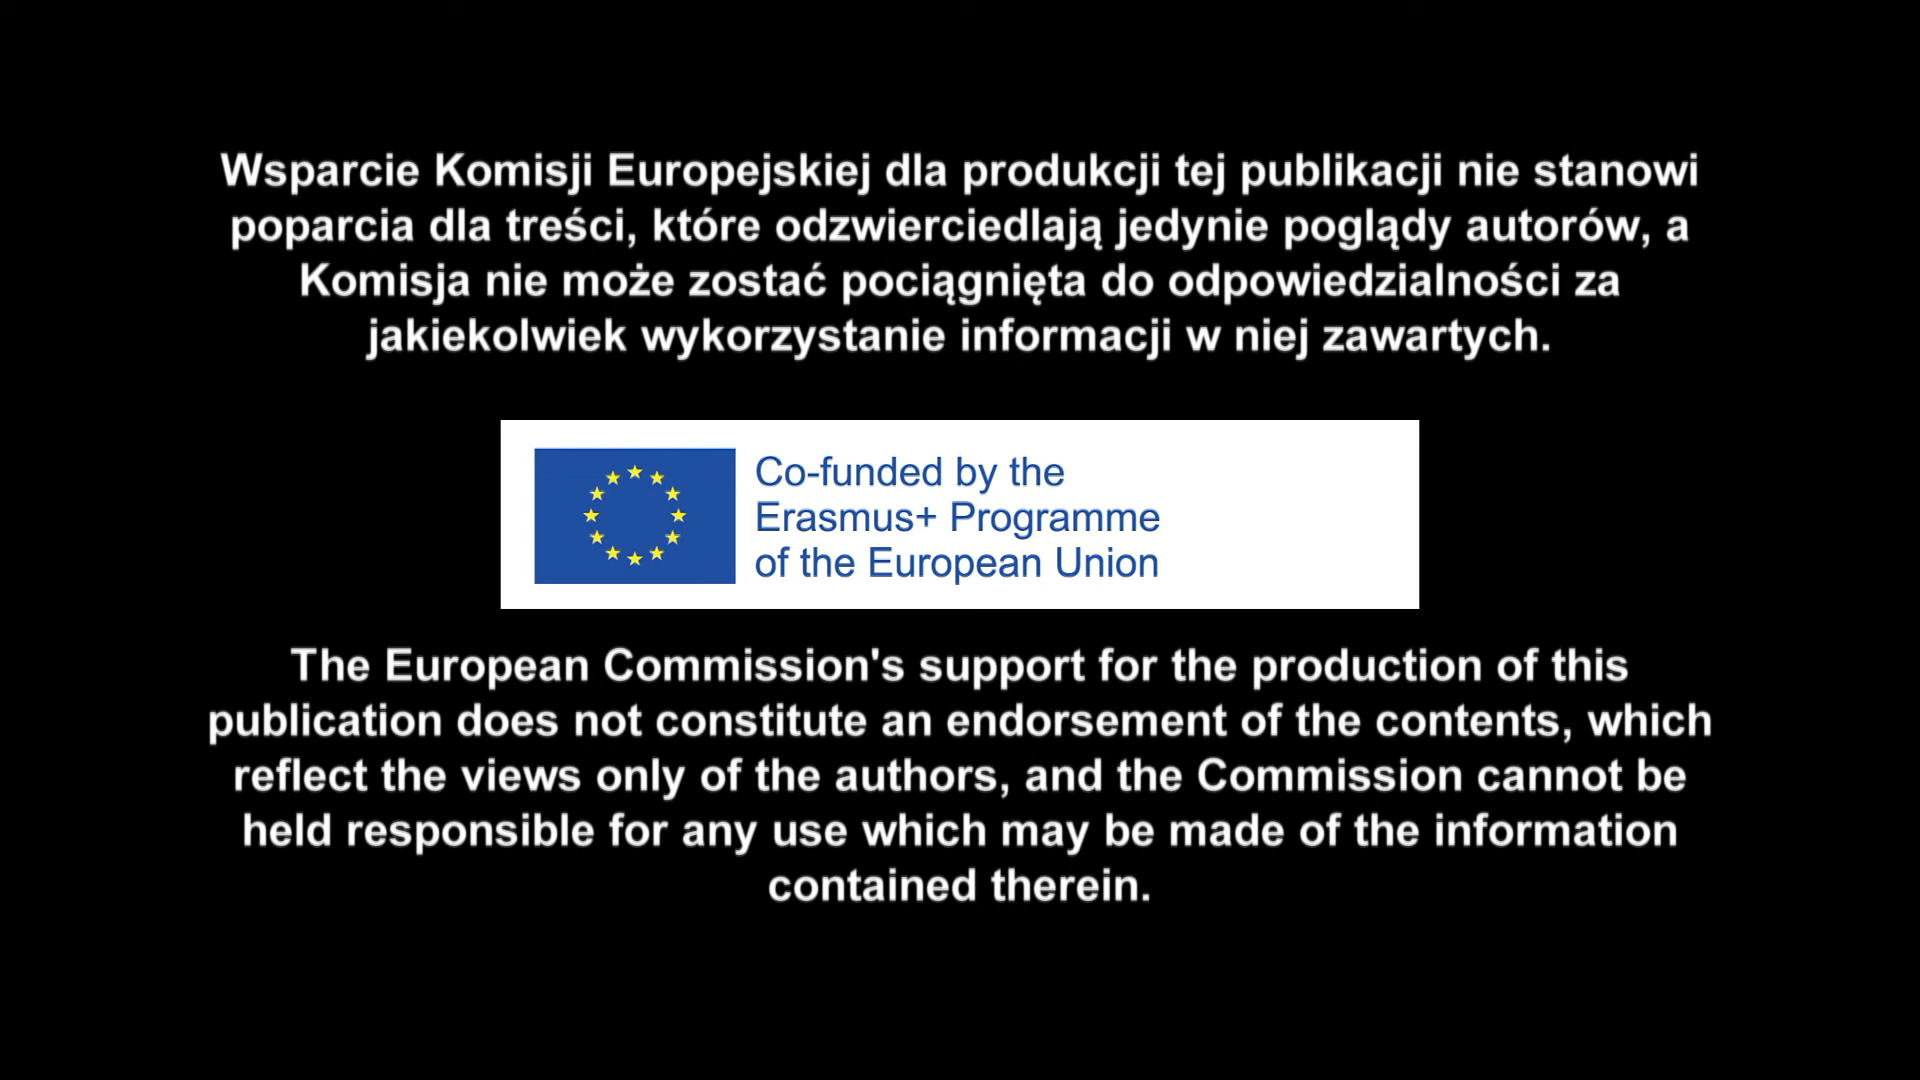 Wsparcie Komisji Europejskiej dla produkcji tej publikacji nie stanowi
poparcia dla treści, które odzwierciedlają jedynie poglądy autorów, a
Komisja nie może zostać pociągnięta do odpowiedzialności za
jakiekolwiek wykorzystanie informacji w niej zawartych.
Co-funded by the
Erasmus+ Programme
of the European Union
The European Commission's support for the production of this
publication does not constitute an endorsement of the contents, which
reflect the views only of the authors, and the Commission cannot be
held responsible for any use which may be made of the information
contained therein.